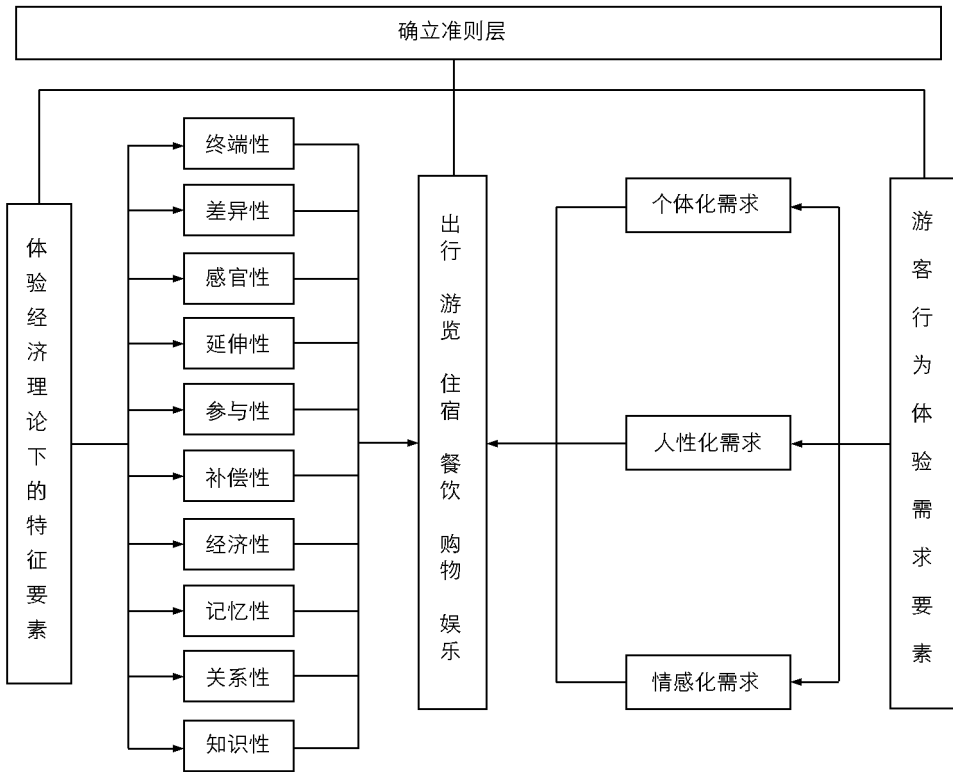 确立准则层
体验经济理论下的特征要素
终端性
差异性
感官性
延伸性
参与性
补偿性
经济性
记忆性
关系性
知识性
出行
游览
住宿
餐饮
购物
娱乐
个体化需求
人性化需求
情感化需求
游客行为体验需求要素